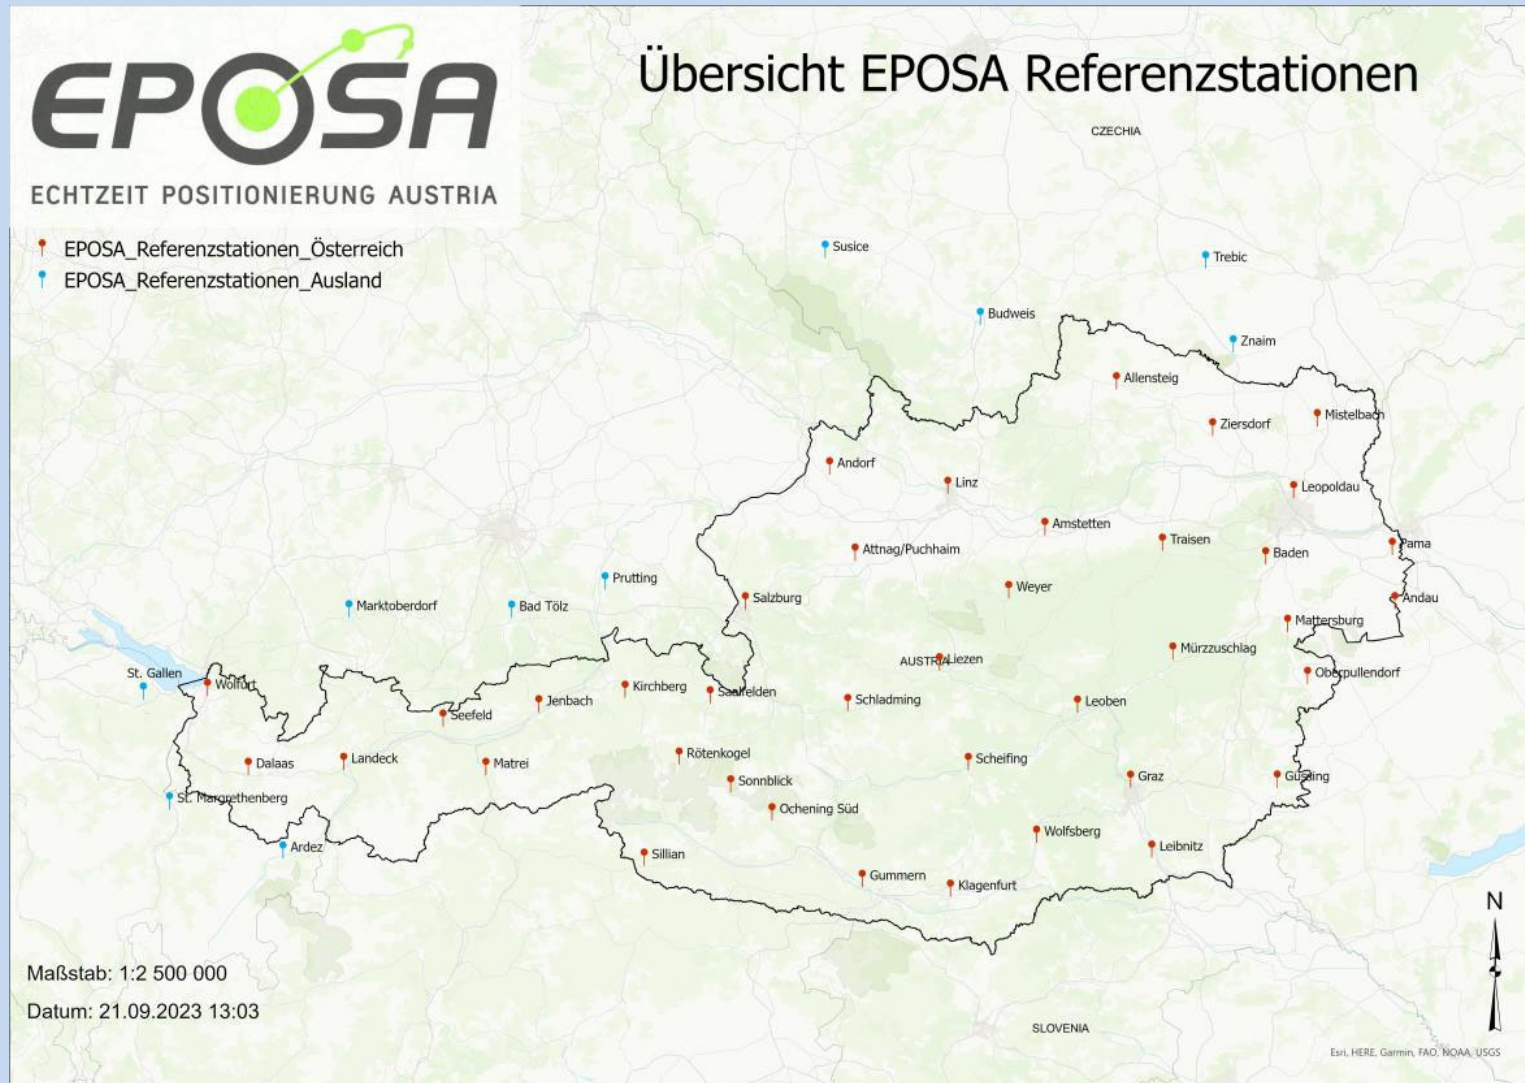 EPOSA
ECHTZEIT POSITIONIERUNG AUSTRIA
Übersicht EPOSA Referenzstationen
EPOSA_Referenzstationen_Österreich
EPOSA_Referenzstationen_Ausland
CZECHIA
Susice
Trebic
Budweis
Znaim
Allensteig
Mistelbach
Ziersdorf
Andorf
Linz
Leopoldau
Amstetten
Traisen
Pama
Attnag/Puchhaim
Baden
Prutting
Weyer
Salzburg
Andau
Marktoberdorf
Bad Tölz
Mattersburg
Mürzzuschlag
AUSTRIA
Liezen
St. Gallen
Oberpullendorf
Wolfurt
Kirchberg
Saalfelden
Jenbach
Schladming
Leoben
Seefeld
Rötenkogel
Landeck
Scheifing
Dalaas
Matrei
Graz
Güssing
Sonnblick
St. Margrethenberg
Ochening Süd
Wolfsberg
Ardez
Leibnitz
Sillian
Gummern
Klagenfurt
N
Maßstab: 1:2 500 000
Datum: 21.09.2023 13:03
SLOVENIA
Esri, HERE, Garmin, FAO, NOAA, USGS